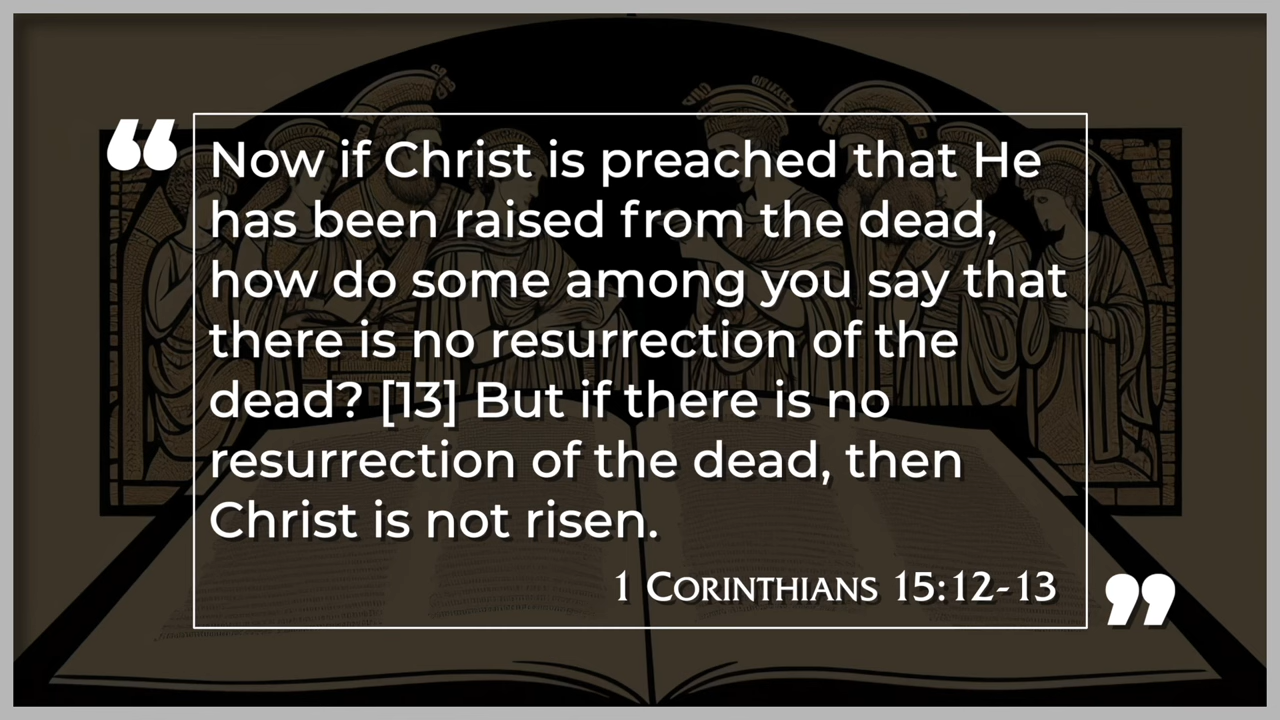 “
Now if Christ is preached that He
has been raised from the dead,
how do some among you say that
there is no resurrection of the
dead? [13] But if there is no
resurrection of the dead, then
Christ is not risen.
1 Corinthians 15:12-13
”